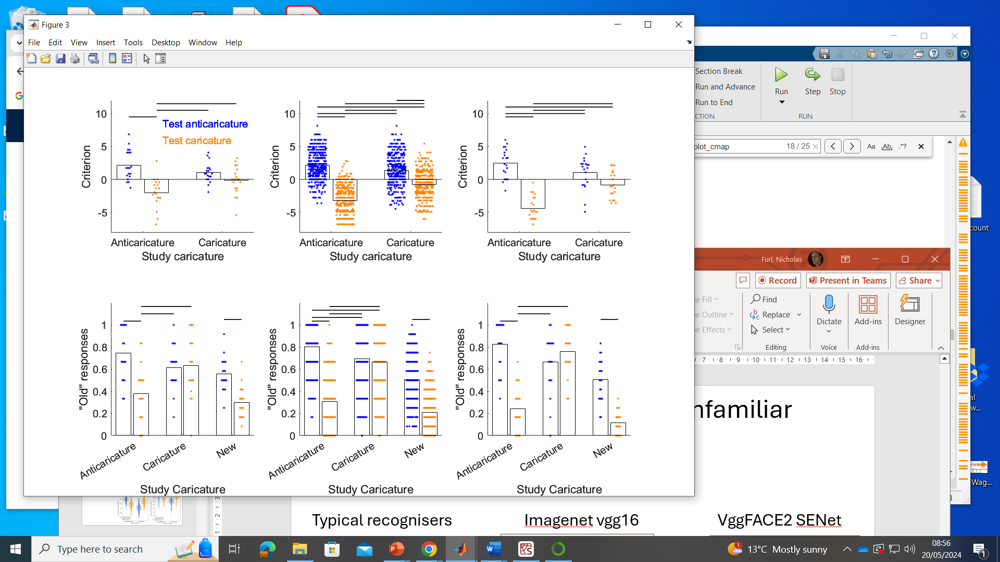 Figure 3
File Edit View Insert Tools Desktop Window Help
Section Break
Run and Advance
Run to End
Run
Step
Stop
CTION
RUN
plot_cmap
18 / 25
Aa
Ab,
.*?
10
5
0
-5
Criterion
Test anticaricature
Test caricature
Anticaricature
Caricature
Study caricature
10
5
0
-5
Criterion
Anticaricature
Caricature
Study caricature
10
5
0
-5
Criterion
Anticaricature
Caricature
Study caricature
count
Furl, Nicholas
Record
Present in Teams
Share
e Fill
e Outline
e Effects
Find
Replace
Select
Editing
Dictate
Voice
Add-ins
Add-ins
Designer
1
0.8
0.6
0.4
0.2
0
"Old" responses
Anticaricature
Caricature
New
Study Caricature
1
0.8
0.6
0.4
0.2
0
"Old" responses
Anticaricature
Caricature
New
Study Caricature
1
0.8
0.6
0.4
0.2
0
"Old" responses
Anticaricature
Caricature
New
Study Caricature
7 8 9 10 11 12 13 14 15 16
nfamiliar
al
w...
-Wag...
1 2 3
1
Typical recognisers
Imagenet vgg16
VggFACE2 SENet
Type here to search
1
13°C Mostly sunny
08:56
20/05/2024
1